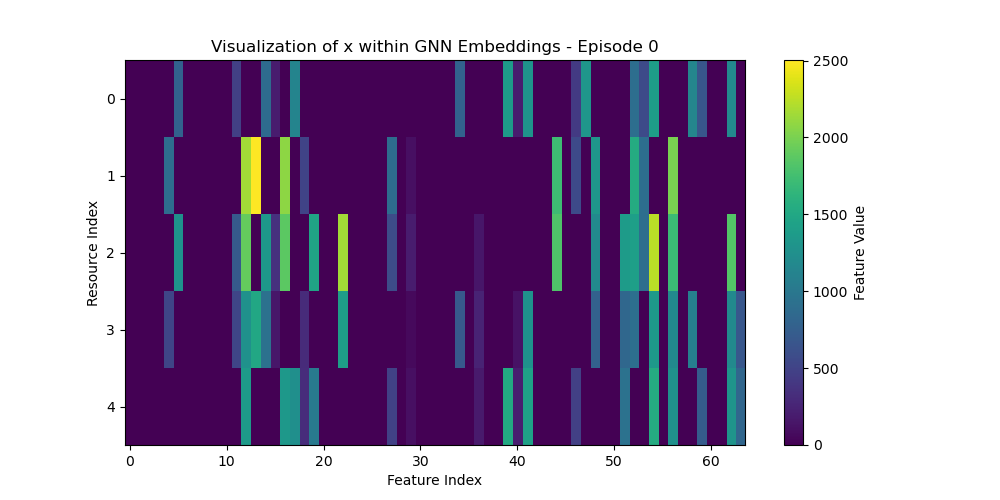 Visualization of x within GNN Embeddings - Episode 0
Resource Index
0
1
2
3
4
0 10 20 30 40 50 60
Feature Index
2500
2000
1500
1000
500
0
Feature Value